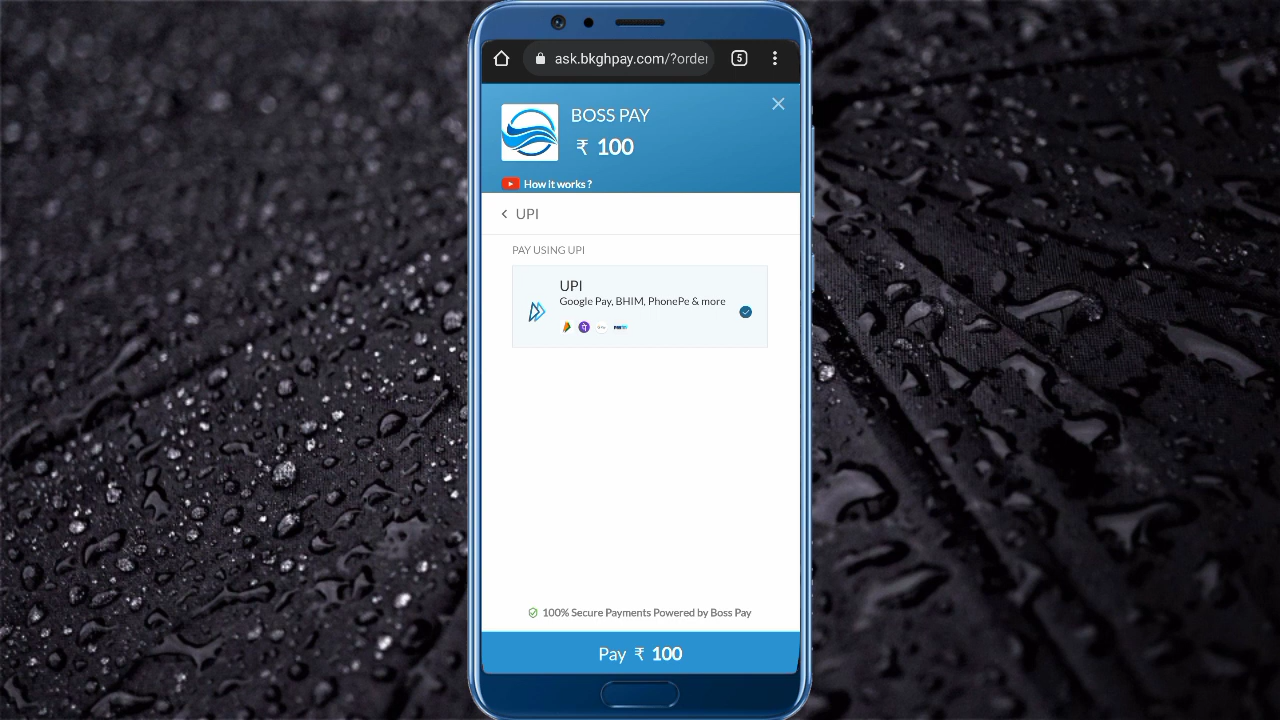 ask.bkghpay.com/?order
5
BOSS PAY
₹ 100
How it works ?
UPI
PAY USING UPI
UPI
Google Pay, BHIM, PhonePe & more
100% Secure Payments Powered by Boss Pay
Pay ₹ 100